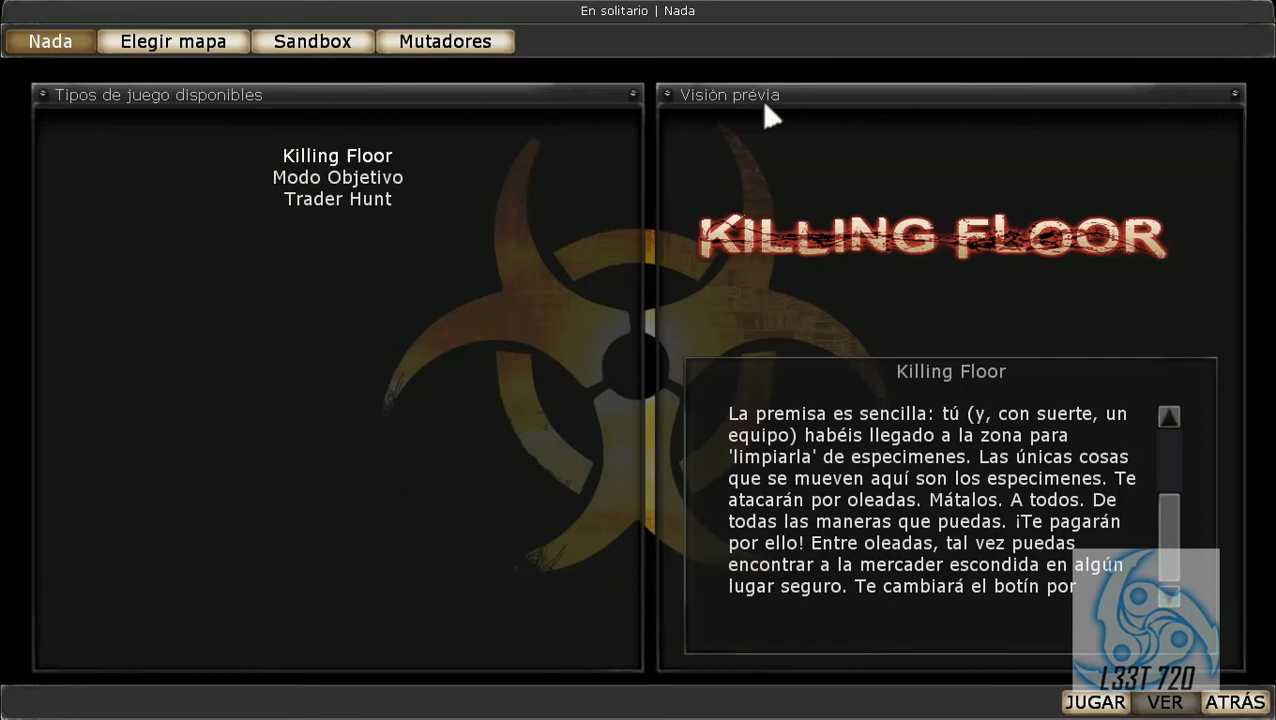 En solitario | Nada
Nada
Elegir mapa
Sandbox
Mutadores
Tipos de juego disponibles
Killing Floor
Modo Objetivo
Trader Hunt
Visión prévia
KILLING FLOOR
Killing Floor
La premisa es sencilla: tú (y, con suerte, un
equipo) habéis llegado a la zona para
'limpiarla' de especimenes. Las únicas cosas
que se mueven aquí son los especimenes. Te
atacarán por oleadas. Mátalos. A todos. De
todas las maneras que puedas. ¡Te pagarán
por ello! Entre oleadas, tal vez puedas
encontrar a la mercader escondida en algún
lugar seguro. Te cambiará el botín por
L33T 720
JUGAR
VER
ATRÁS